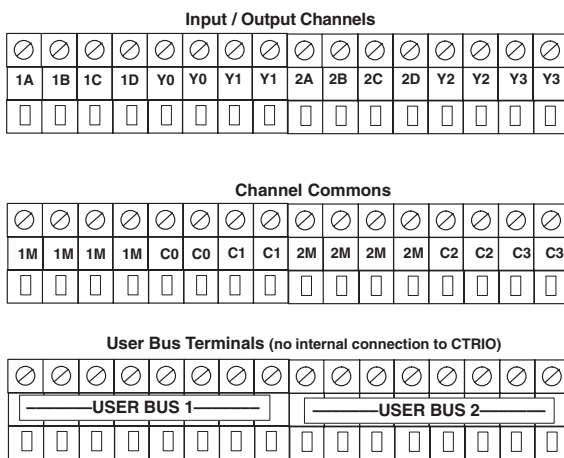 Input / Output Channels
1A 1B 1C 1D Y0 Y0 Y1 Y1 2A 2B 2C 2D Y2 Y2 Y3 Y3
Channel Commons
1M 1M 1M 1M C0 C0 C1 C1 2M 2M 2M 2M C2 C2 C3 C3
User Bus Terminals (no internal connection to CTRIO)
USER BUS 1 USER BUS 2